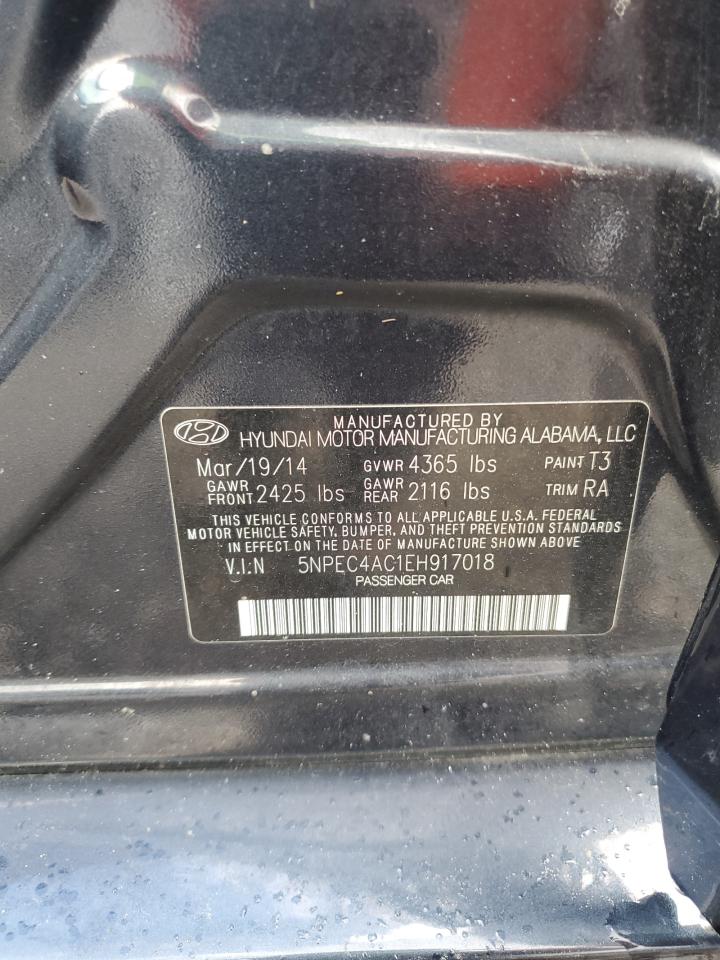 MANUFACTURED BY
HYUNDAI MOTOR MANUFACTURING ALABAMA, LLC
Mar/19/14 GVWR 4365 lbs PAINT T3
GAWR FRONT 2425 lbs GAWR REAR 2116 lbs TRIM RA
THIS VEHICLE CONFORMS TO ALL APPLICABLE U.S.A. FEDERAL
MOTOR VEHICLE SAFETY, BUMPER, AND THEFT PREVENTION STANDARDS
IN EFFECT ON THE DATE OF MANUFACTURE SHOWN ABOVE.
V.I.N 5NPEC4AC1EH917018
PASSENGER CAR